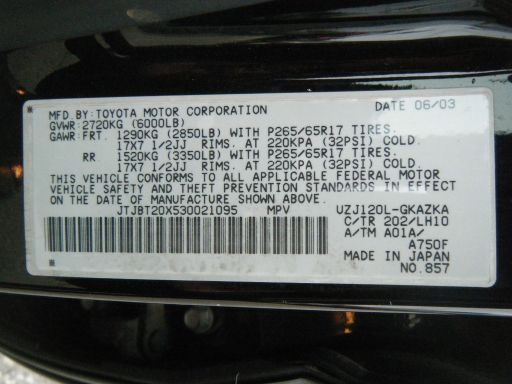 MFD.BY:TOYOTA MOTOR CORPORATION DATE 06/03
GVWR:2720KG (6000LB)
GAWR:FRT. 1290KG (2850LB) WITH P265/65R17 TIRES.
17X7 1/2JJ RIMS. AT 220KPA (32PSI) COLD
RR. 1520KG (3350LB) WITH P265/65R17 TIRES.
17X7 1/2JJ RIMS. AT 220KPA (32PSI) COLD
THIS VEHICLE CONFORMS TO ALL APPLICABLE FEDERAL MOTOR
VEHICLE SAFETY AND THEFT PREVENTION STANDARDS IN EFFECT
ON THE DATE OF MANUFACTURE SHOWN ABOVE.
JTJBT20X530021095 MPV UZJ120L-GKAZKA
C/TR 202/LH10
A/TM A01A/
A750F
MADE IN JAPAN
NO.857